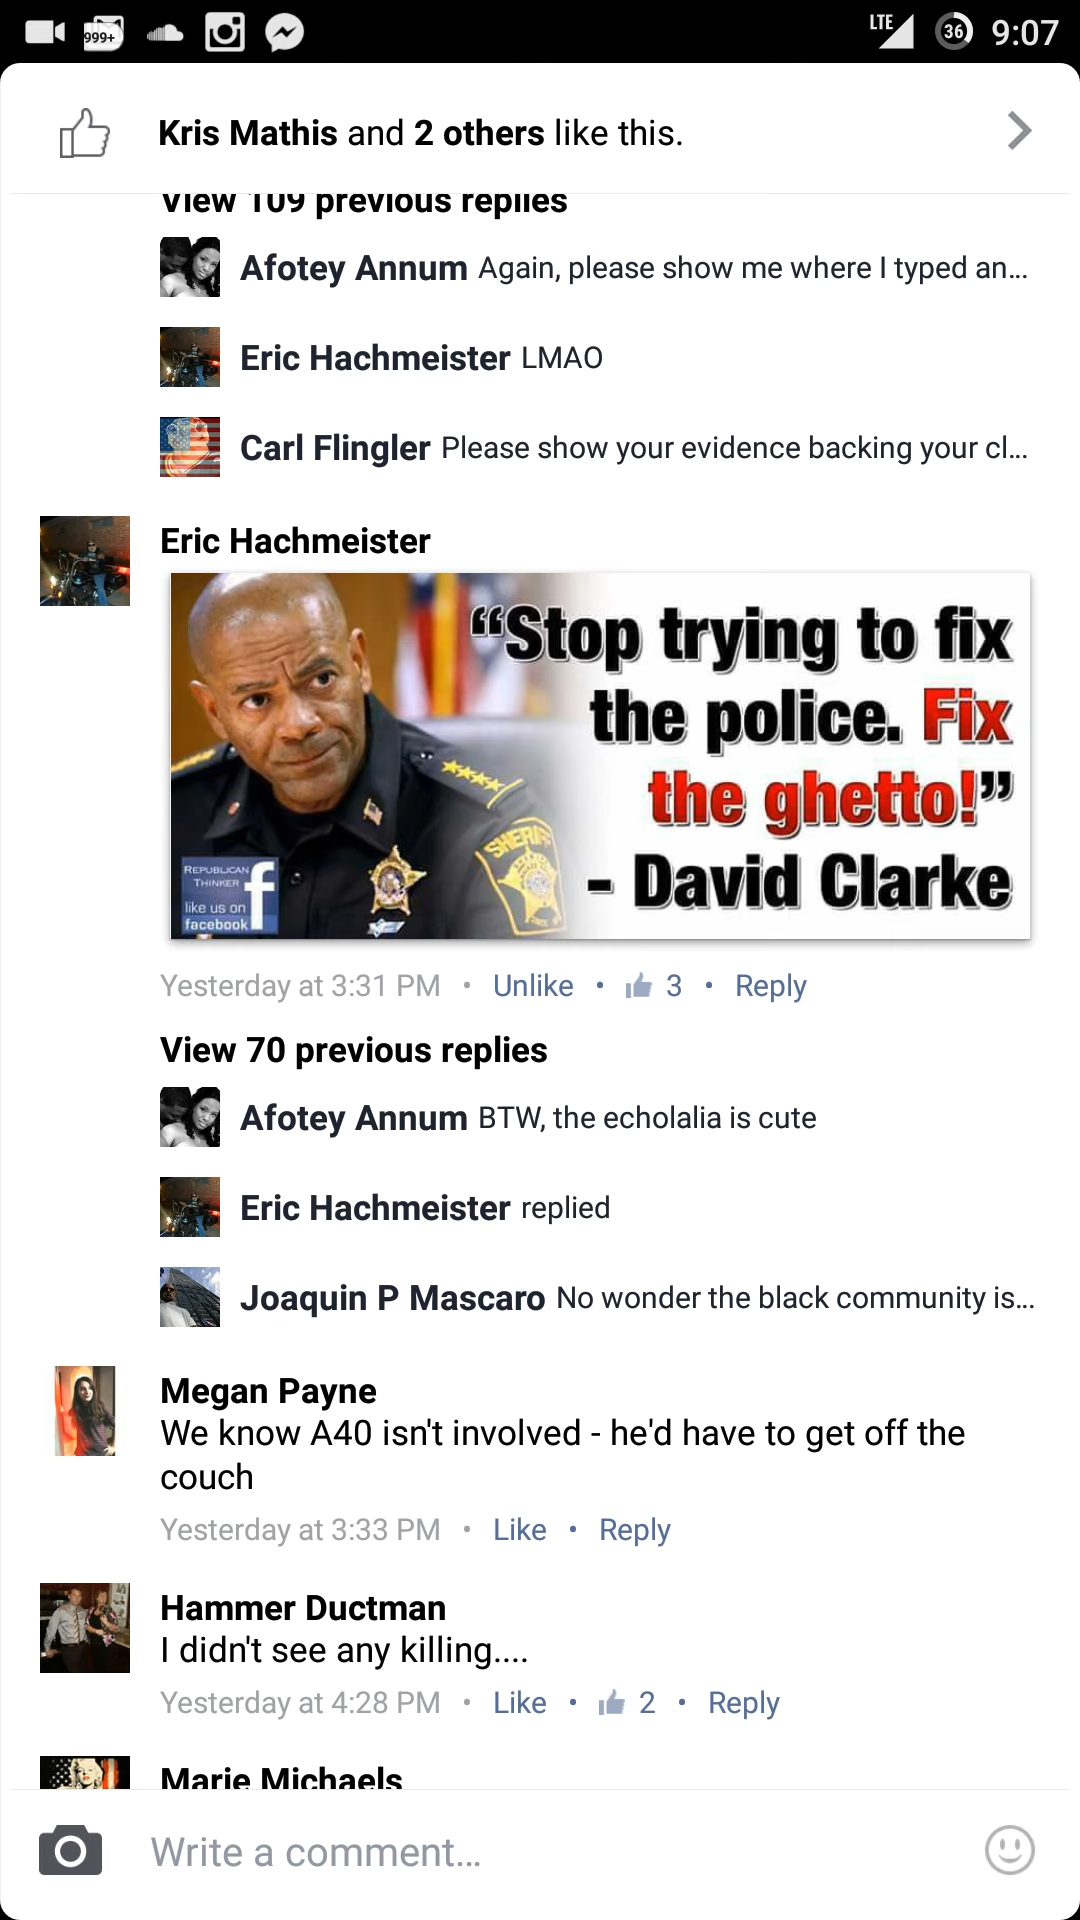 999+
LTE
36
9:07
Kris Mathis and 2 others like this.
View 109 previous replies
Afotey Annum Again, please show me where I typed an...
Eric Hachmeister LMAO
Carl Flingler Please show your evidence backing your cl...
Eric Hachmeister
“Stop trying to fix
the police. Fix
the ghetto!”
- David Clarke
SHERIFF
REPUBLICAN
THINKER
like us on
facebook
f
Yesterday at 3:31 PM • Unlike • 3 • Reply
View 70 previous replies
Afotey Annum BTW, the echolalia is cute
Eric Hachmeister replied
Joaquin P Mascaro No wonder the black community is...
Megan Payne
We know A40 isn't involved - he'd have to get off the
couch
Yesterday at 3:33 PM • Like • Reply
Hammer Ductman
I didn't see any killing....
Yesterday at 4:28 PM • Like • 2 • Reply
Marie Michaels
Write a comment...